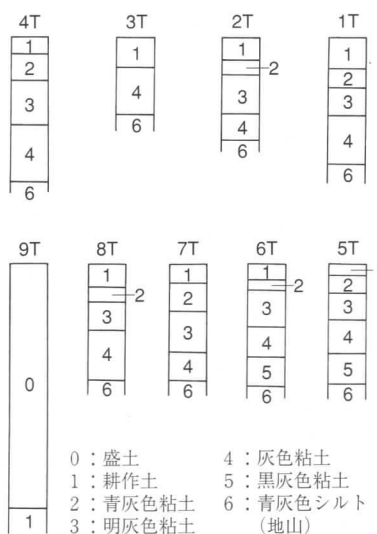 4T 3T 2T 1T
1 1 1 1
2 4 2 2
3 6 3 3
4 4 4
6 6 6
9T 8T 7T 6T 5T
0 1 1 1
1 2 2 2 2
3 3 3 3
4 4 4 4
6 6 5 5
6 6
0：盛土
1：耕作土
2：青灰色粘土
3：明灰色粘土
4：灰色粘土
5：黒灰色粘土
6：青灰色シルト
（地山）